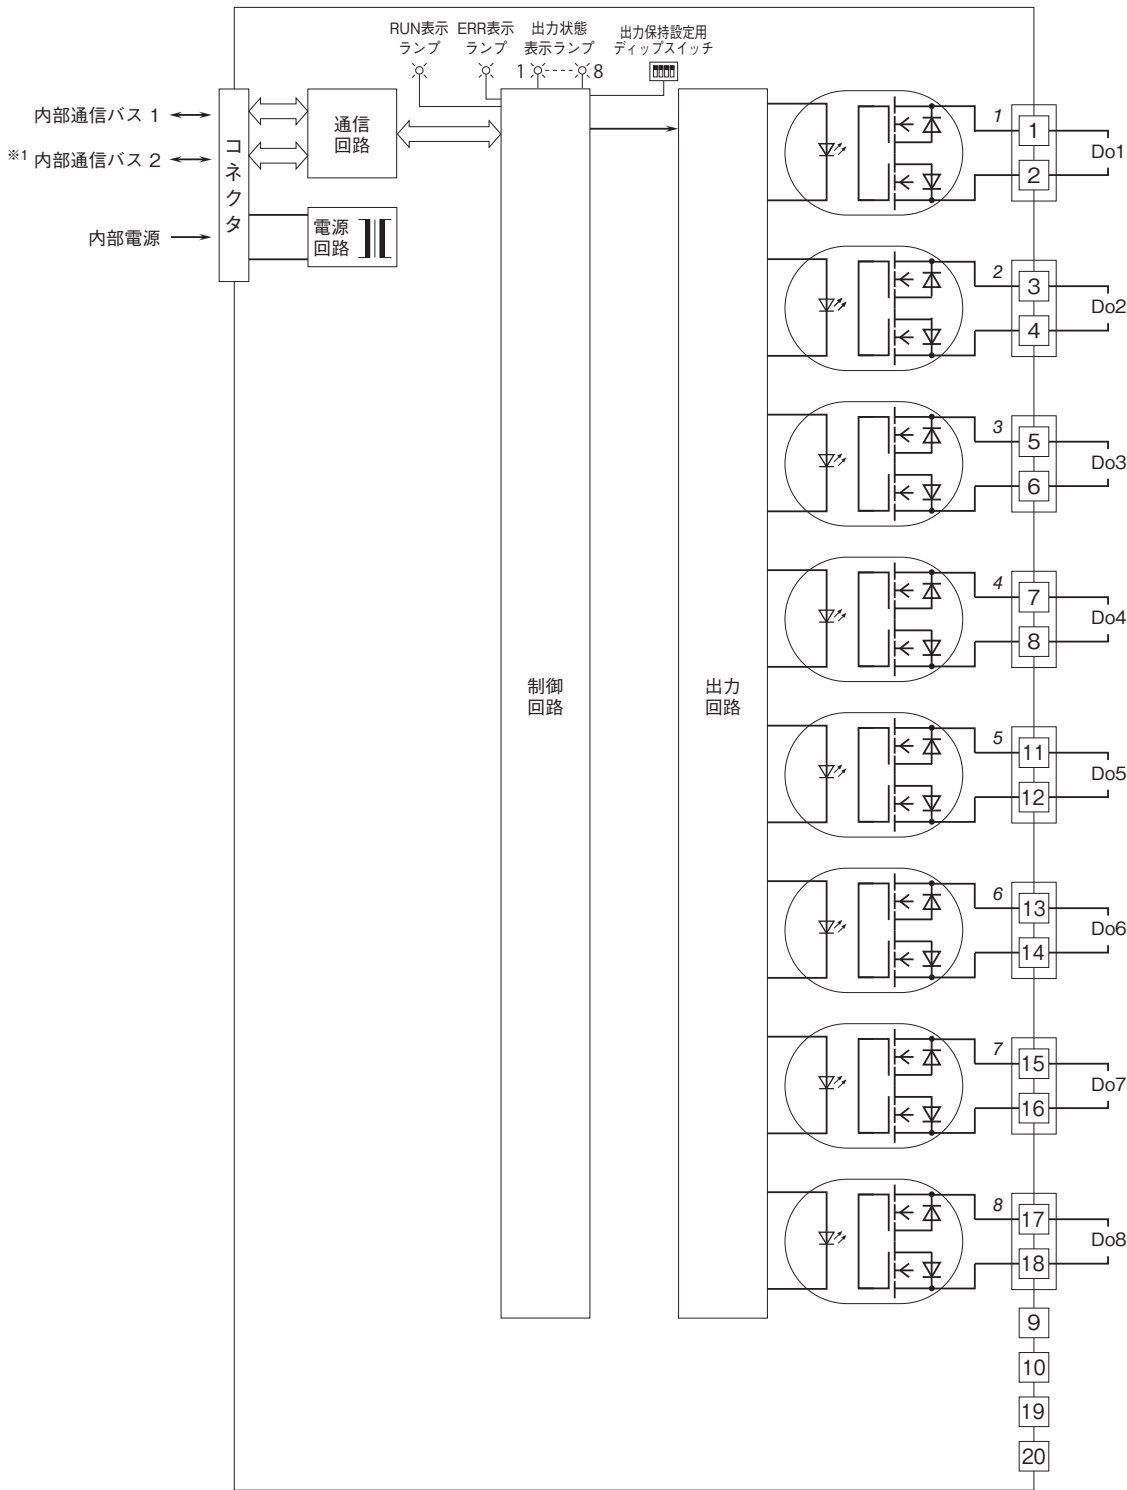 RUN表示
ランプ
ERR表示
ランプ
出力状態
表示ランプ
1 8
出力保持設定用
ディップスイッチ
内部通信バス 1
※1 内部通信バス 2
内部電源
コネクタ
通信
回路
電源
回路
制御
回路
出力
回路
1
1
2
Do1
2
3
4
Do2
3
5
6
Do3
4
7
8
Do4
5
11
12
Do5
6
13
14
Do6
7
15
16
Do7
8
17
18
Do8
9
10
19
20